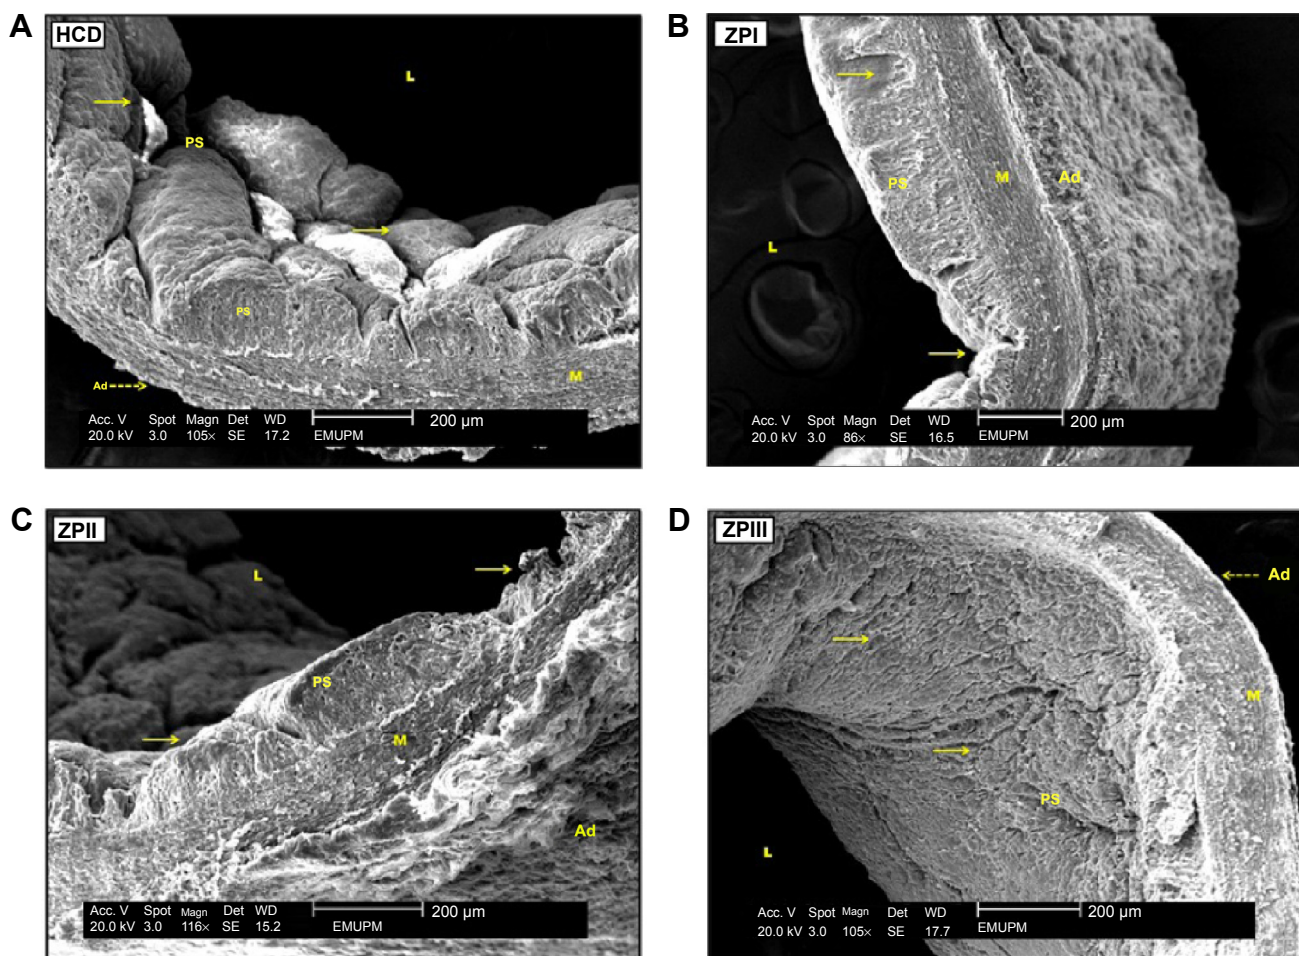 A
HCD
L
PS
PS
Ad
M
Acc. V Spot Magn Det WD
200 µm
20.0 kV 3.0 105× SE 17.2 EMUPM
B
ZPI
PS
M
Ad
L
Acc. V Spot Magn Det WD
200 µm
20.0 kV 3.0 86× SE 16.5 EMUPM
C
ZPII
L
PS
M
Ad
Acc. V Spot Magn Det WD
200 µm
20.0 kV 3.0 116× SE 15.2 EMUPM
D
ZPIII
Ad
M
PS
L
Acc. V Spot Magn Det WD
200 µm
20.0 kV 3.0 105× SE 17.7 EMUPM